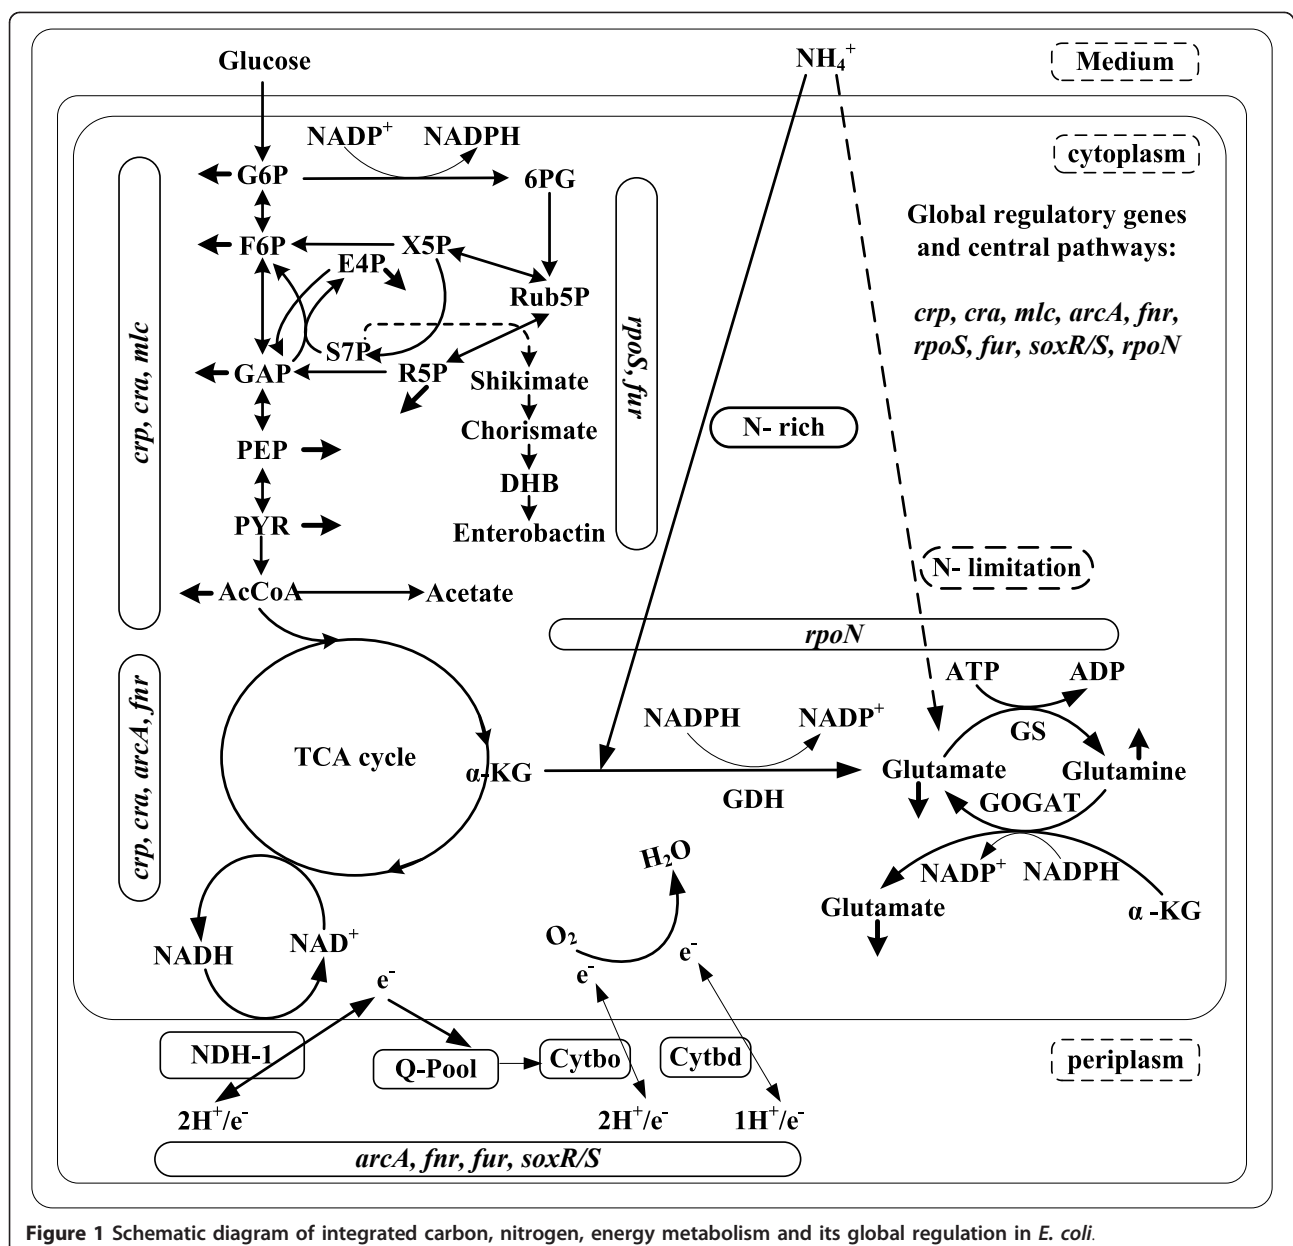 Glucose
NH₄⁺
Medium
NADP⁺
NADPH
cytoplasm
G6P
6PG
Global regulatory genes
and central pathways:
F6P
X5P
E4P
Rub5P
crp, cra, mlc, arcA, fnr,
rpoS, fur, soxR/S, rpoN
crp, cra, mlc
rpoS, fur
S7P
GAP
R5P
Shikimate
N- rich
Chorismate
PEP
DHB
PYR
Enterobactin
N- limitation
AcCoA
Acetate
rpoN
crp, cra, arcA, fnr
ATP
ADP
NADPH
NADP⁺
GS
TCA cycle
α-KG
Glutamate
Glutamine
GDH
GOGAT
H₂O
NADP⁺
NADPH
Glutamate
α -KG
O₂
NADH
NAD⁺
e⁻
e⁻
e⁻
NDH-1
Q-Pool
Cytbo
Cytbd
periplasm
2H⁺/e⁻
2H⁺/e⁻
1H⁺/e⁻
arcA, fnr, fur, soxR/S
Figure 1 Schematic diagram of integrated carbon, nitrogen, energy metabolism and its global regulation in E. coli.